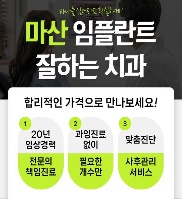 마산 임플란트
잘하는 치과
합리적인 가격으로 만나보세요!
1
20년
임상경력
전문의
책임진료
2
과잉진료
없이
필요한
개수만
3
맞춤진단
사후관리
서비스